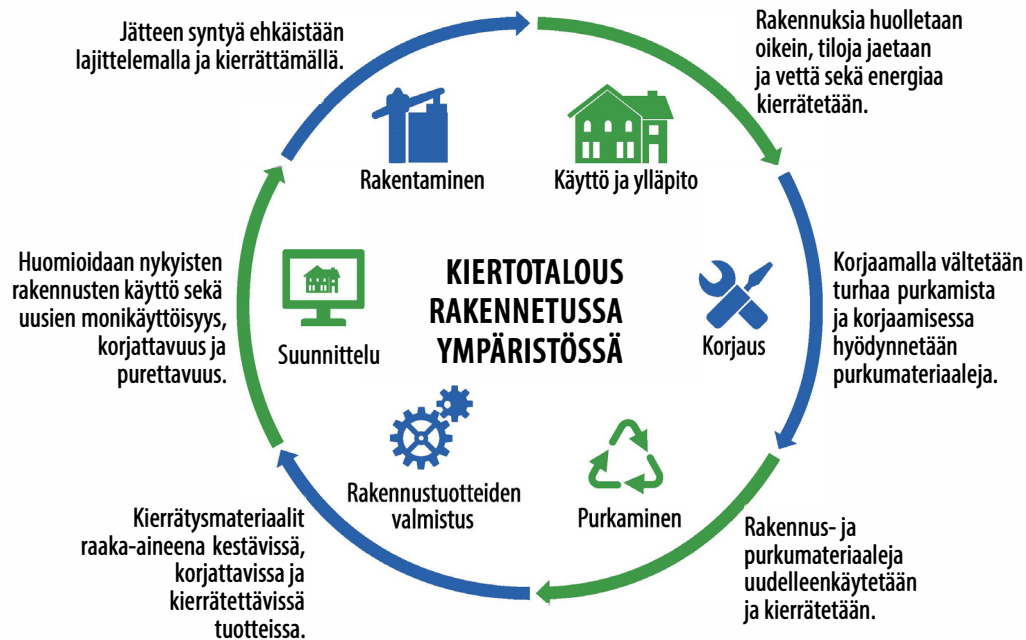 Jätteen syntyä ehkäistään
lajittelemalla ja kierrättämällä.
Rakennuksia huolletaan
oikein, tiloja jaetaan
ja vettä sekä energiaa
kierrätetään.
Rakentaminen
Käyttö ja ylläpito
Huomioidaan nykyisten
rakennusten käyttö sekä
uusien monikäyttöisyys,
korjattavuus ja
purettavuus.
Suunnittelu
KIERTOTALOUS
RAKENNETUSSA
YMPÄRISTÖSSÄ
Korjaus
Korjaamalla vältetään
turhaa purkamista
ja korjaamisessa
hyödynnetään
purkumateriaaleja.
Rakennustuotteiden
valmistus
Purkaminen
Kierrätysmateriaalit
raaka-aineena kestävissä,
korjattavissa ja
kierrätettävissä
tuotteissa.
Rakennus- ja
purkumateriaaleja
uudelleenkäytetään
ja kierrätetään.